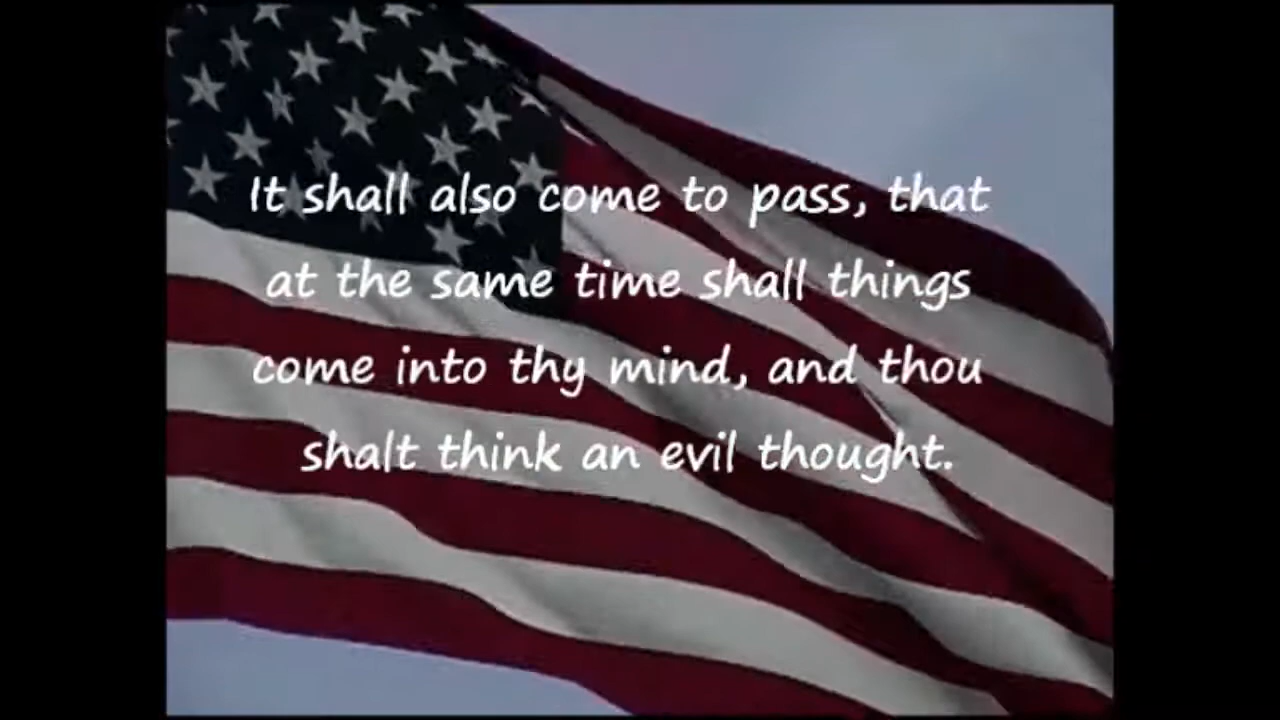 It shall also come to pass, that
at the same time shall things
come into thy mind, and thou
shalt think an evil thought.